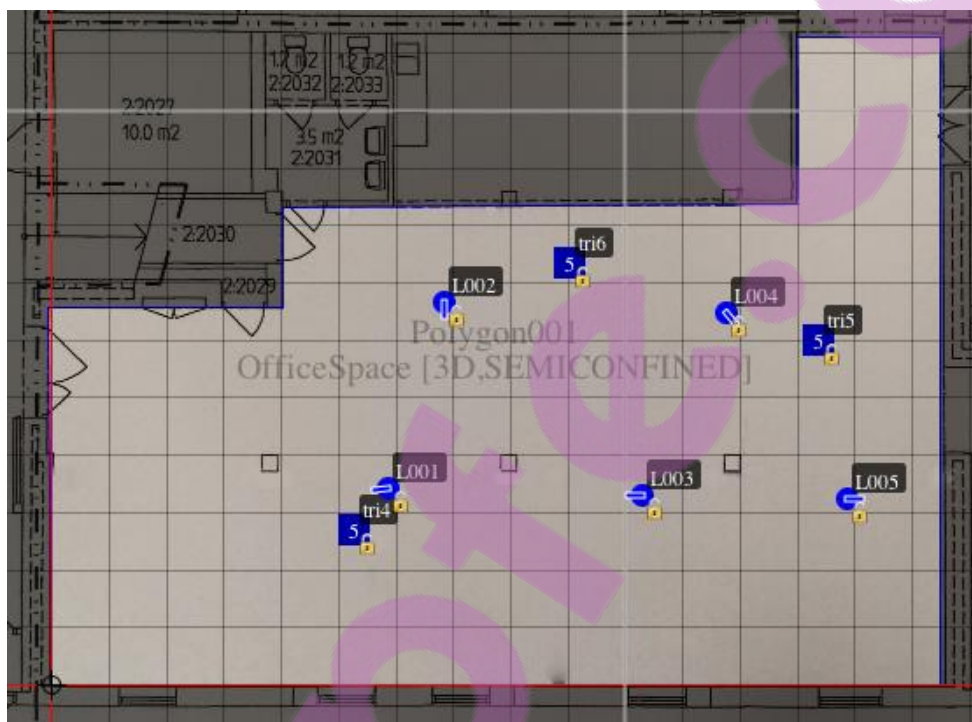 1.2 m2
2:2032
1.2 m2
2:2033
2:2027
10.0 m2
3.5 m2
2:2031
2:2030
2:2029
tri6
5
L002
L004
tri5
5
Polygon001
OfficeSpace [3D,SEMICONFINED]
L001
L003
L005
tri4
5